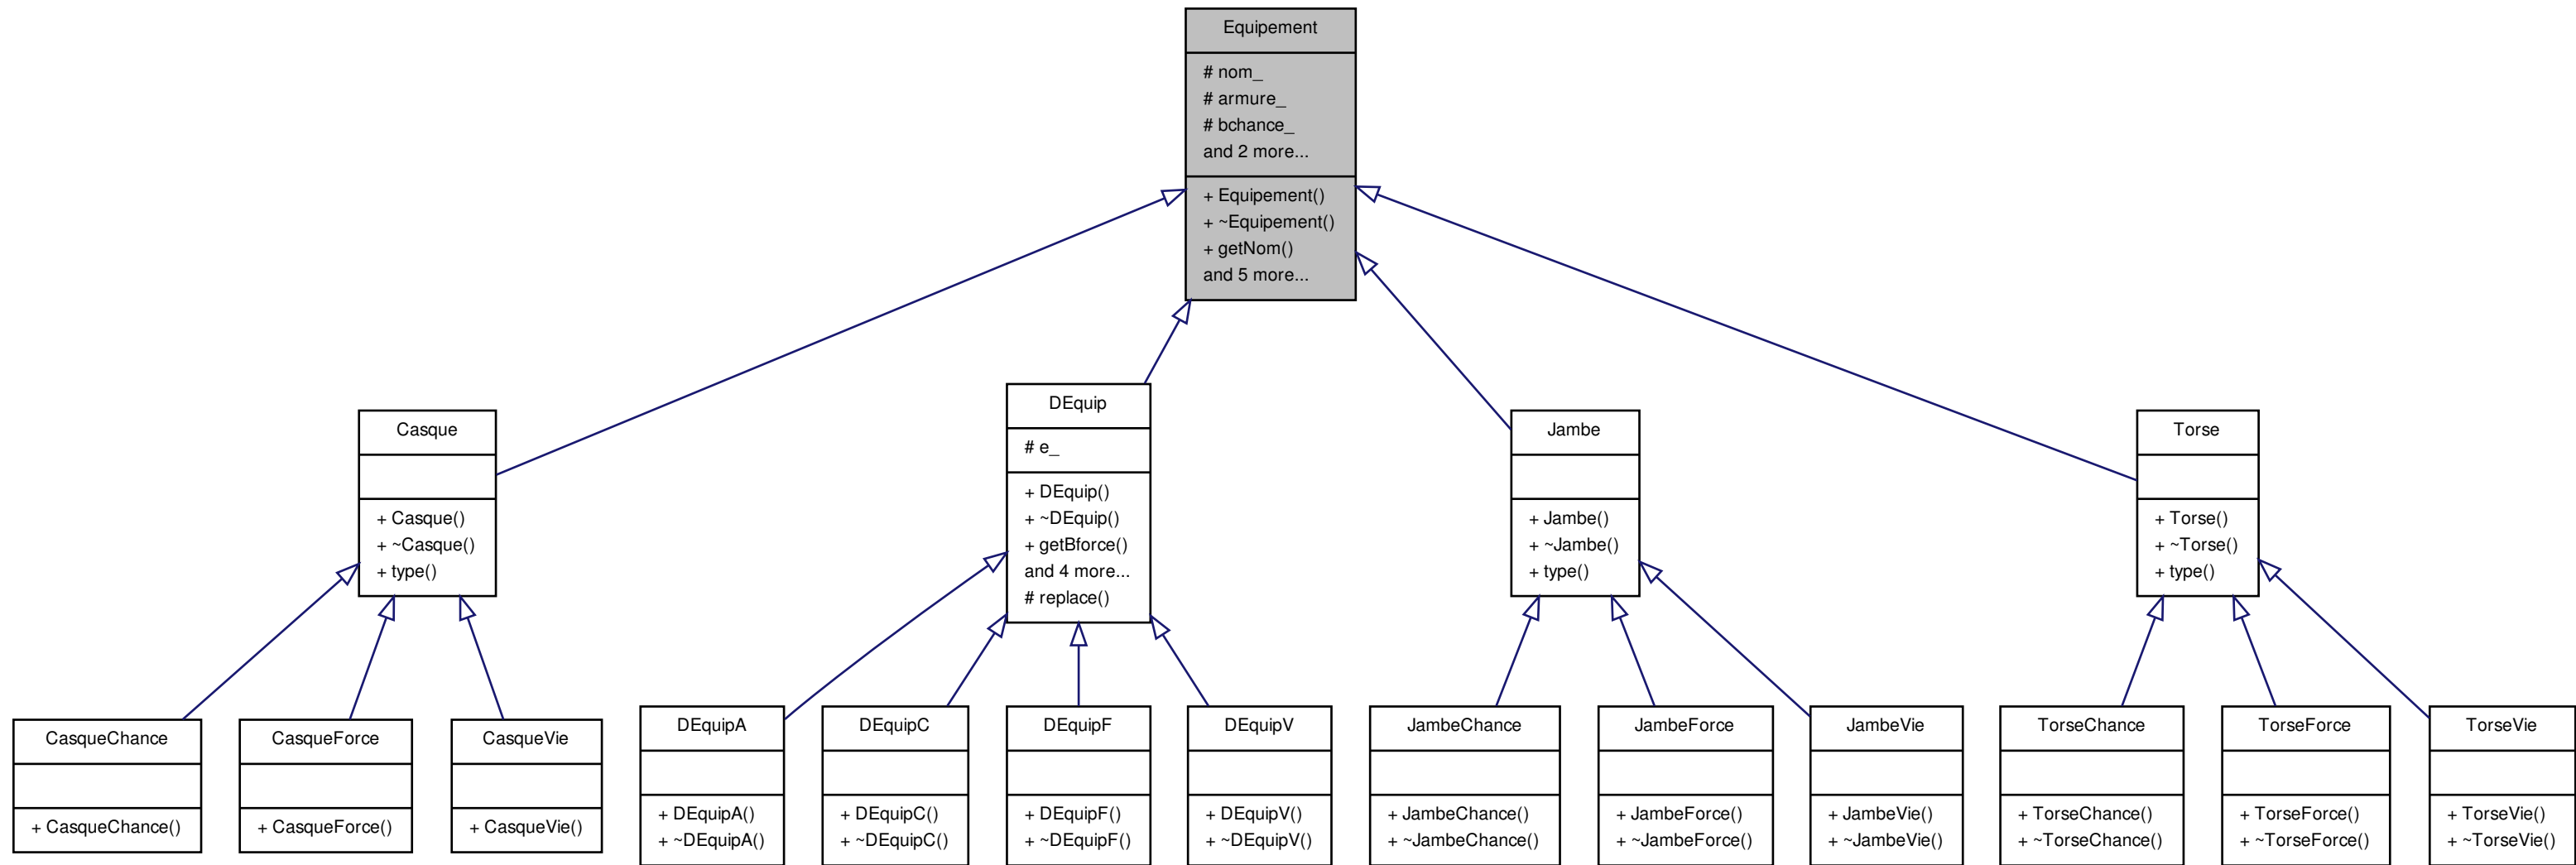 Equipement
# nom_
# armure_
# bchance_
and 2 more...
+ Equipement()
+ ~Equipement()
+ getNom()
and 5 more...
Casque
+ Casque()
+ ~Casque()
+ type()
DEquip
# e_
+ DEquip()
+ ~DEquip()
+ getBforce()
and 4 more...
# replace()
Jambe
+ Jambe()
+ ~Jambe()
+ type()
Torse
+ Torse()
+ ~Torse()
+ type()
CasqueChance
+ CasqueChance()
CasqueForce
+ CasqueForce()
CasqueVie
+ CasqueVie()
DEquipA
+ DEquipA()
+ ~DEquipA()
DEquipC
+ DEquipC()
+ ~DEquipC()
DEquipF
+ DEquipF()
+ ~DEquipF()
DEquipV
+ DEquipV()
+ ~DEquipV()
JambeChance
+ JambeChance()
+ ~JambeChance()
JambeForce
+ JambeForce()
+ ~JambeForce()
JambeVie
+ JambeVie()
+ ~JambeVie()
TorseChance
+ TorseChance()
+ ~TorseChance()
TorseForce
+ TorseForce()
+ ~TorseForce()
TorseVie
+ TorseVie()
+ ~TorseVie()